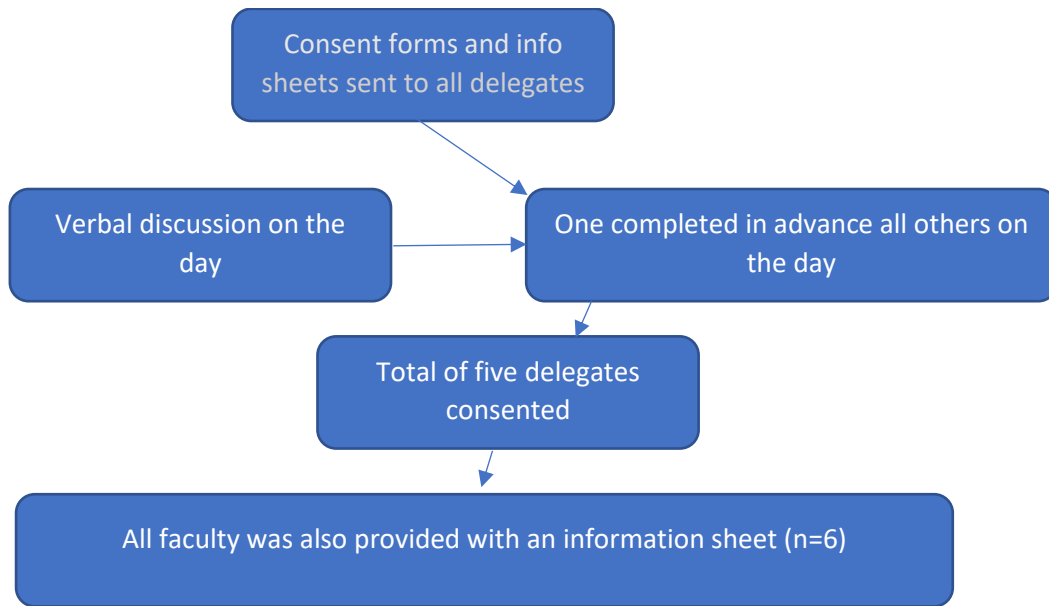 Consent forms and info
sheets sent to all delegates
Verbal discussion on the
day
One completed in advance all others on
the day
Total of five delegates
consented
All faculty was also provided with an information sheet (n=6)